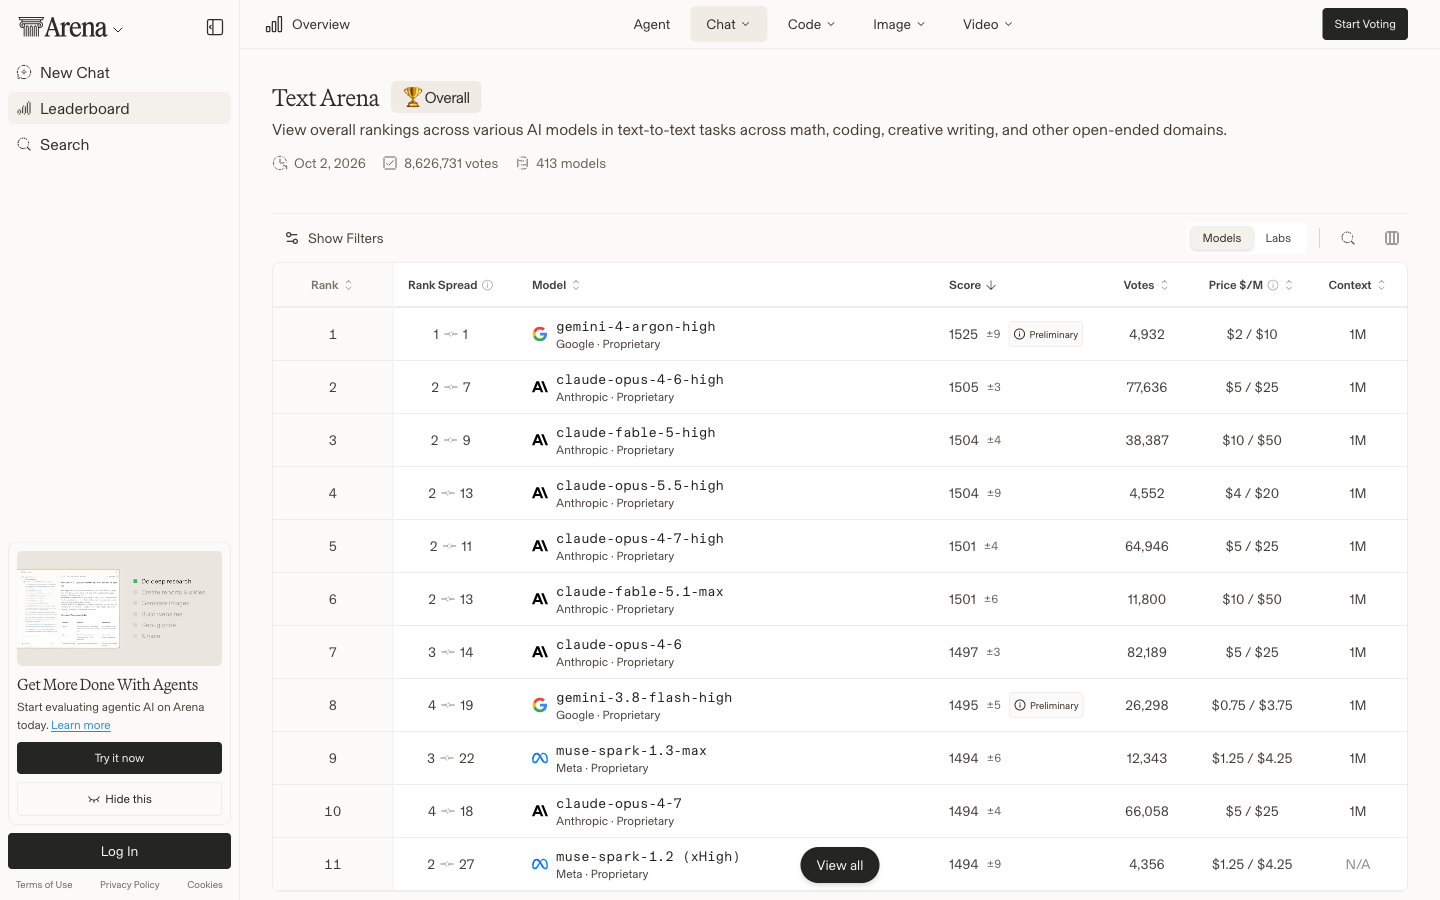 Arena
New Chat
Leaderboard
Search
Do deep research
Create reports & slides
Generate images
Build websites
Debug code
& more
Get More Done With Agents
Start evaluating agentic AI on Arena
today. Learn more
Try it now
Hide this
Log In
Terms of Use Privacy Policy Cookies
Overview Agent Chat Code Image Video Start Voting
Text Arena 🏆 Overall
View overall rankings across various AI models in text-to-text tasks across math, coding, creative writing, and other open-ended domains.
Oct 2, 2026 8,626,731 votes 413 models
Show Filters Models Labs
Rank Rank Spread Model Score Votes Price $/M Context
1 1 1 gemini-4-argon-high 1525 ±9 Preliminary 4,932 $2 / $10 1M
Google · Proprietary
2 2 7 claude-opus-4-6-high 1505 ±3 77,636 $5 / $25 1M
Anthropic · Proprietary
3 2 9 claude-fable-5-high 1504 ±4 38,387 $10 / $50 1M
Anthropic · Proprietary
4 2 13 claude-opus-5.5-high 1504 ±9 4,552 $4 / $20 1M
Anthropic · Proprietary
5 2 11 claude-opus-4-7-high 1501 ±4 64,946 $5 / $25 1M
Anthropic · Proprietary
6 2 13 claude-fable-5.1-max 1501 ±6 11,800 $10 / $50 1M
Anthropic · Proprietary
7 3 14 claude-opus-4-6 1497 ±3 82,189 $5 / $25 1M
Anthropic · Proprietary
8 4 19 gemini-3.8-flash-high 1495 ±5 Preliminary 26,298 $0.75 / $3.75 1M
Google · Proprietary
9 3 22 muse-spark-1.3-max 1494 ±6 12,343 $1.25 / $4.25 1M
Meta · Proprietary
10 4 18 claude-opus-4-7 1494 ±4 66,058 $5 / $25 1M
Anthropic · Proprietary
11 2 27 muse-spark-1.2 (xHigh) 1494 ±9 4,356 $1.25 / $4.25 N/A
Meta · Proprietary
View all